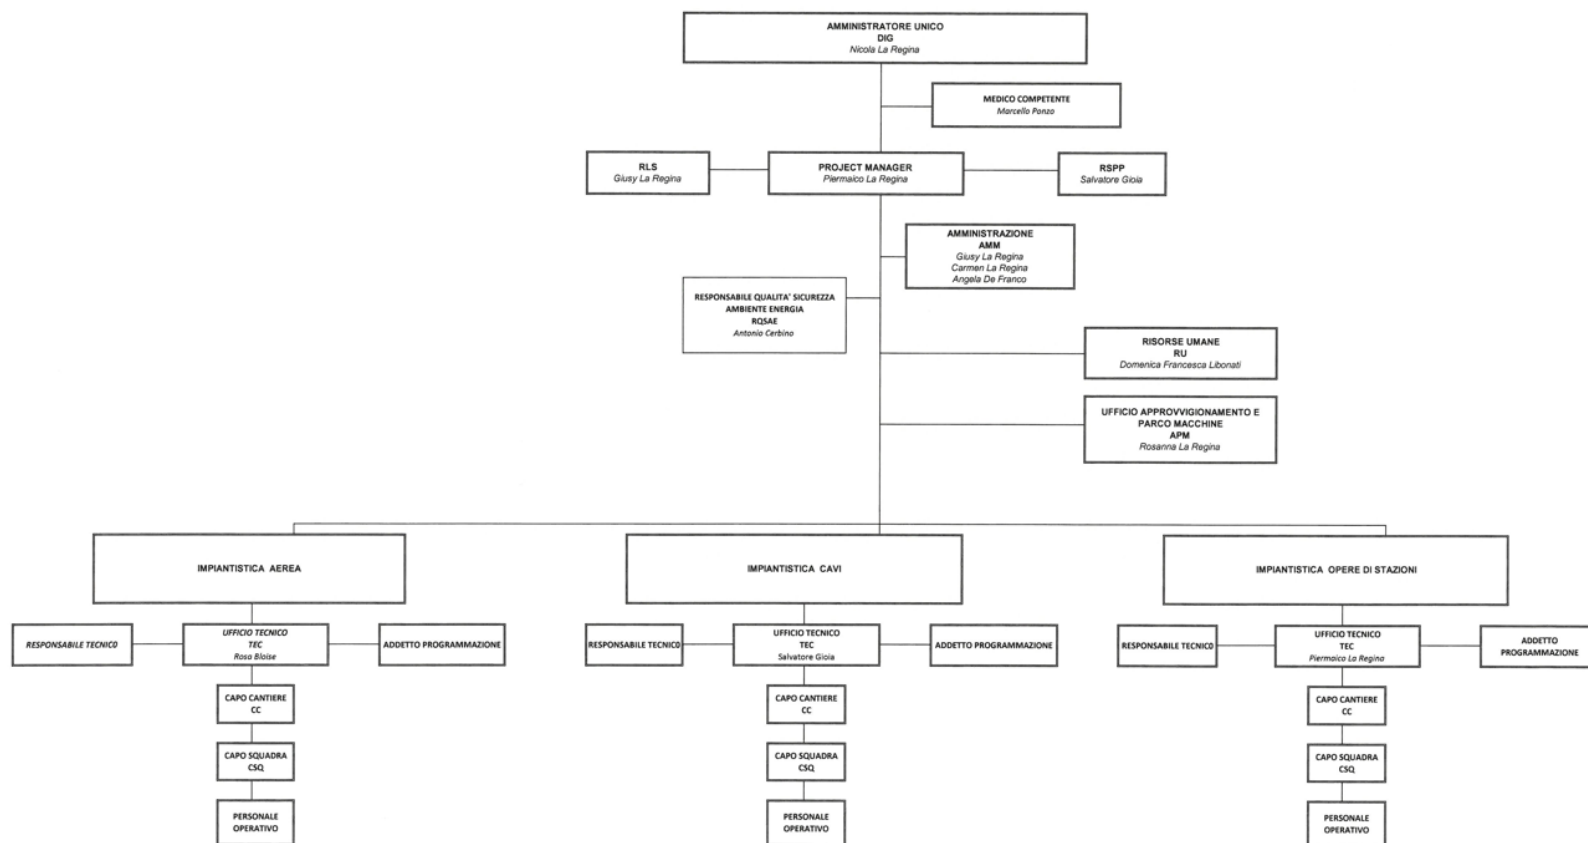 AMMINISTRATORE UNICO
DIG
Nicola La Regina
MEDICO COMPETENTE
Marcello Ponzo
RLS
Giusy La Regina
PROJECT MANAGER
Piermaico La Regina
RSPP
Salvatore Gioia
AMMINISTRAZIONE
AMM
Giusy La Regina
Carmen La Regina
Angela De Franco
RESPONSABILE QUALITA' SICUREZZA
AMBIENTE ENERGIA
RQSAE
Antonio Cerbino
RISORSE UMANE
RU
Domenica Francesca Libonati
UFFICIO APPROVVIGIONAMENTO E
PARCO MACCHINE
APM
Rosanna La Regina
IMPIANTISTICA AEREA
IMPIANTISTICA CAVI
IMPIANTISTICA OPERE DI STAZIONI
RESPONSABILE TECNICO
UFFICIO TECNICO
TEC
Rosa Bloise
ADDETTO PROGRAMMAZIONE
RESPONSABILE TECNICO
UFFICIO TECNICO
TEC
Salvatore Gioia
ADDETTO PROGRAMMAZIONE
RESPONSABILE TECNICO
UFFICIO TECNICO
TEC
Piermaico La Regina
ADDETTO
PROGRAMMAZIONE
CAPO CANTIERE
CC
CAPO CANTIERE
CC
CAPO CANTIERE
CC
CAPO SQUADRA
CSQ
CAPO SQUADRA
CSQ
CAPO SQUADRA
CSQ
PERSONALE
OPERATIVO
PERSONALE
OPERATIVO
PERSONALE
OPERATIVO